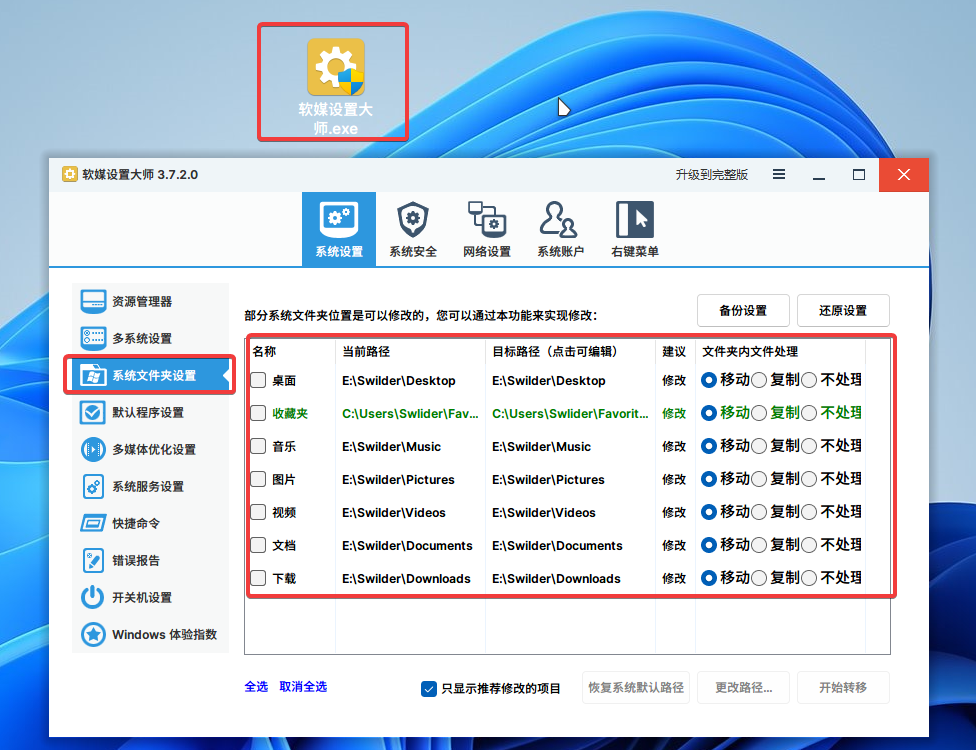 软媒设置大
师.exe
软媒设置大师 3.7.2.0
升级到完整版
系统设置
系统安全
网络设置
系统账户
右键菜单
资源管理器
多系统设置
系统文件夹设置
默认程序设置
多媒体优化设置
系统服务设置
快捷命令
错误报告
开关机设置
Windows 体验指数
部分系统文件夹位置是可以修改的，您可以通过本功能来实现修改：
备份设置
还原设置
名称 当前路径 目标路径（点击可编辑） 建议 文件夹内文件处理
桌面 E:\Swilder\Desktop E:\Swilder\Desktop 修改 移动 复制 不处理
收藏夹 C:\Users\Swlider\Fav... C:\Users\Swlider\Favorit... 修改 移动 复制 不处理
音乐 E:\Swilder\Music E:\Swilder\Music 修改 移动 复制 不处理
图片 E:\Swilder\Pictures E:\Swilder\Pictures 修改 移动 复制 不处理
视频 E:\Swilder\Videos E:\Swilder\Videos 修改 移动 复制 不处理
文档 E:\Swilder\Documents E:\Swilder\Documents 修改 移动 复制 不处理
下载 E:\Swilder\Downloads E:\Swilder\Downloads 修改 移动 复制 不处理
全选 取消全选
只显示推荐修改的项目
恢复系统默认路径
更改路径...
开始转移